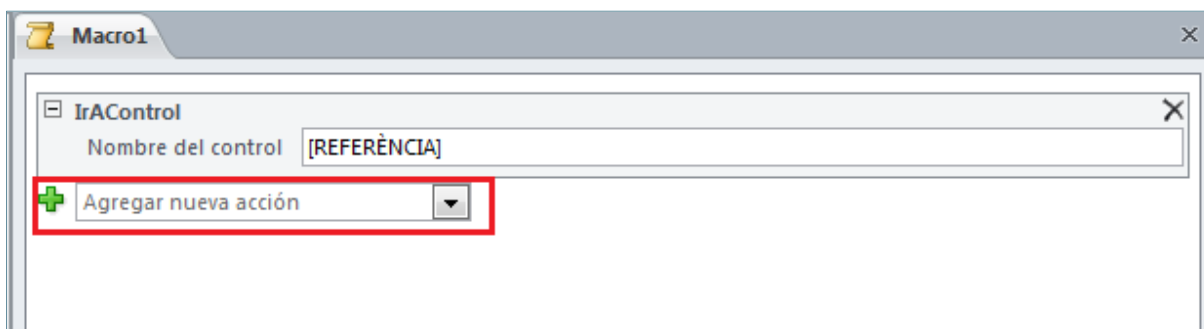 Macro1
IrAControl
Nombre del control [REFERÈNCIA]
Agregar nueva acción